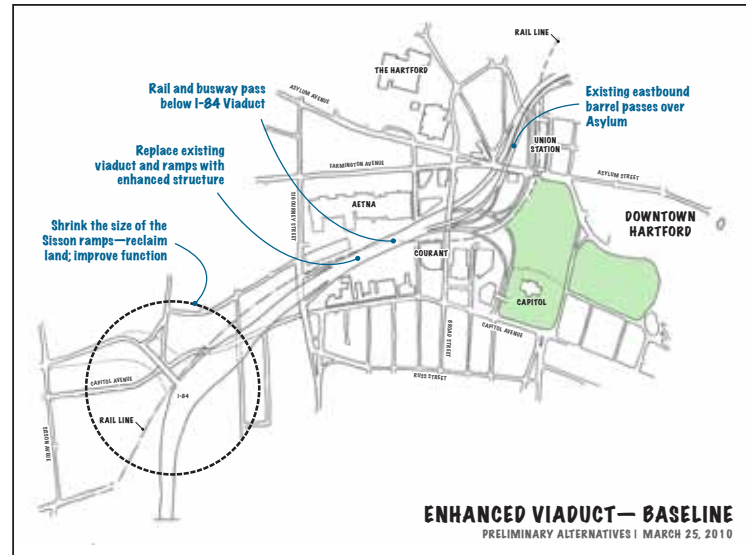 RAIL LINE
THE HARTFORD
Rail and busway pass
below I-84 Viaduct
Existing eastbound
barrel passes over
Asylum
ASYLUM AVENUE
UNION
STATION
Replace existing
viaduct and ramps with
enhanced structure
FARMINGTON AVENUE
ASYLUM STREET
SIGOURNEY STREET
AETNA
DOWNTOWN
HARTFORD
Shrink the size of the
Sisson ramps—reclaim
land; improve function
COURANT
CAPITOL
BROAD STREET
CAPITOL AVENUE
RUSS STREET
CAPITOL AVENUE
I-84
RAIL LINE
SISSON AVENUE
ENHANCED VIADUCT— BASELINE
PRELIMINARY ALTERNATIVES | MARCH 25, 2010